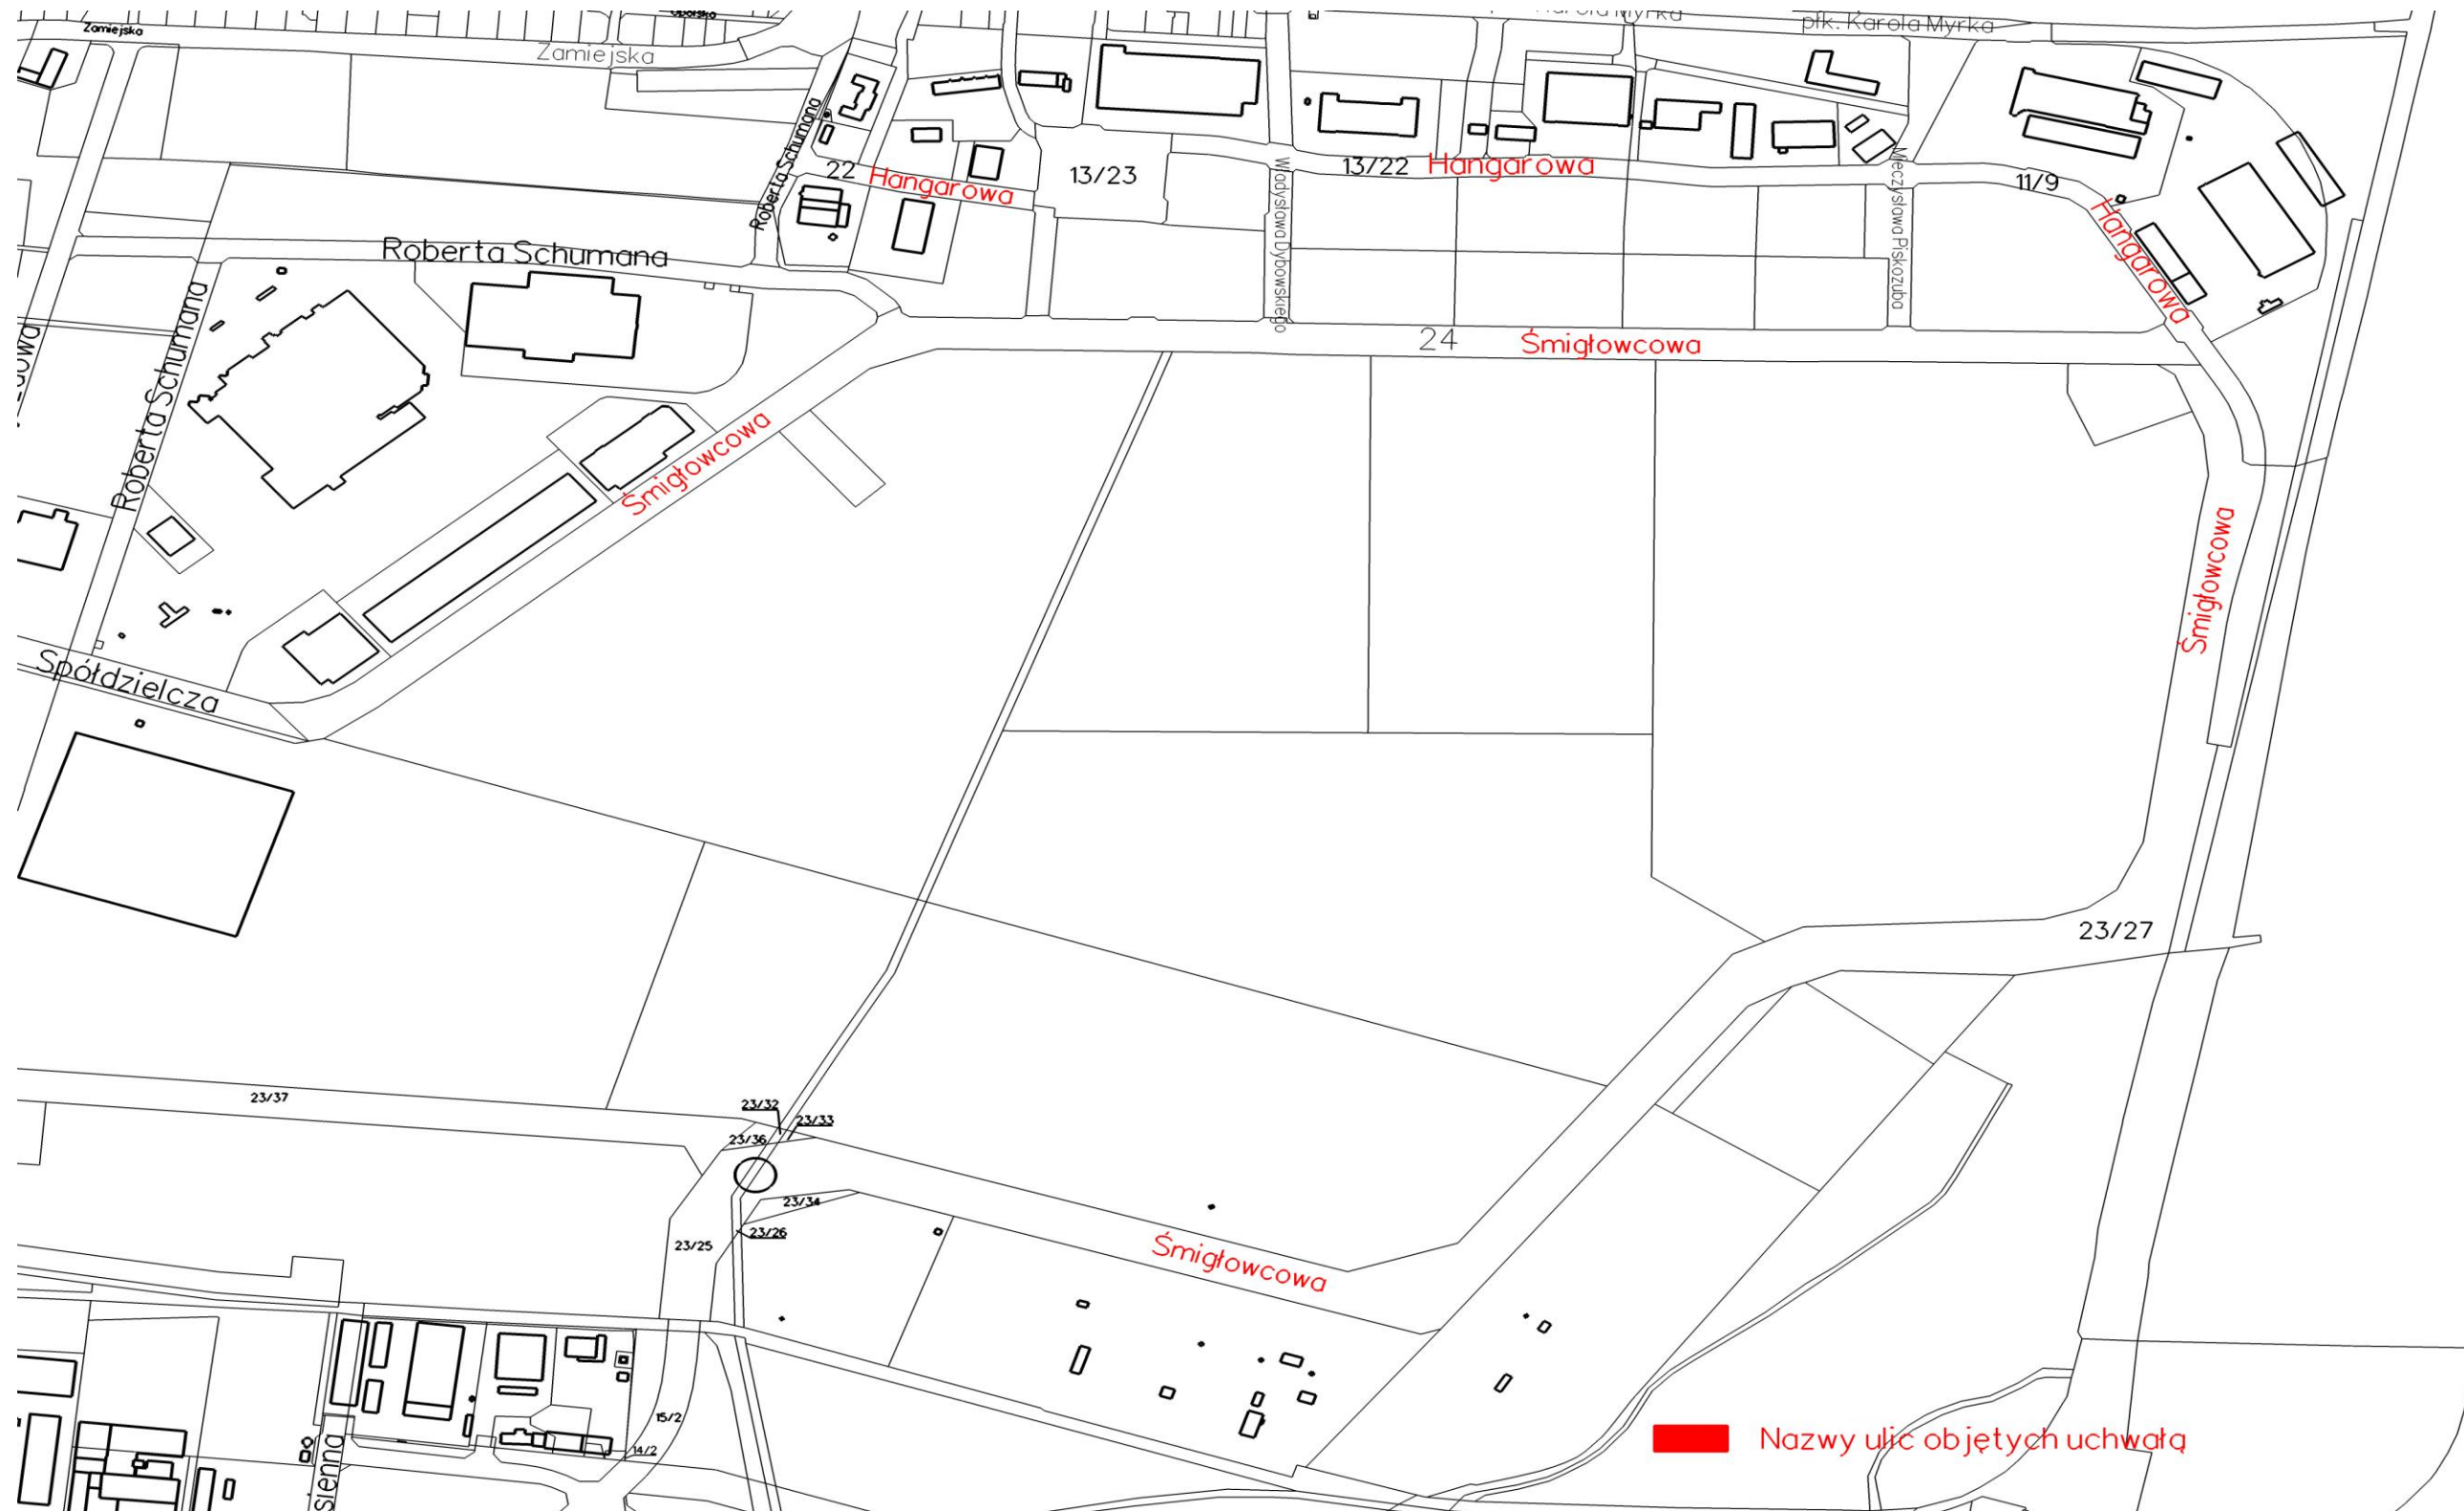 Zamiejska
Zamiejska
płk. Karola Myrka
Roberta Schumana
22
Hangarowa
13/23
Władysława Dybowskiego
13/22
Hangarowa
Mieczysława Piskozuba
11/9
Hangarowa
Roberta Schumana
Roberta Schumana
24
Śmigłowcowa
Śmigłowcowa
Śmigłowcowa
Spółdzielcza
23/27
23/37
23/32
23/33
23/36
23/34
23/26
23/25
Śmigłowcowa
15/2
14/2
Nazwy ulic objętych uchwałą